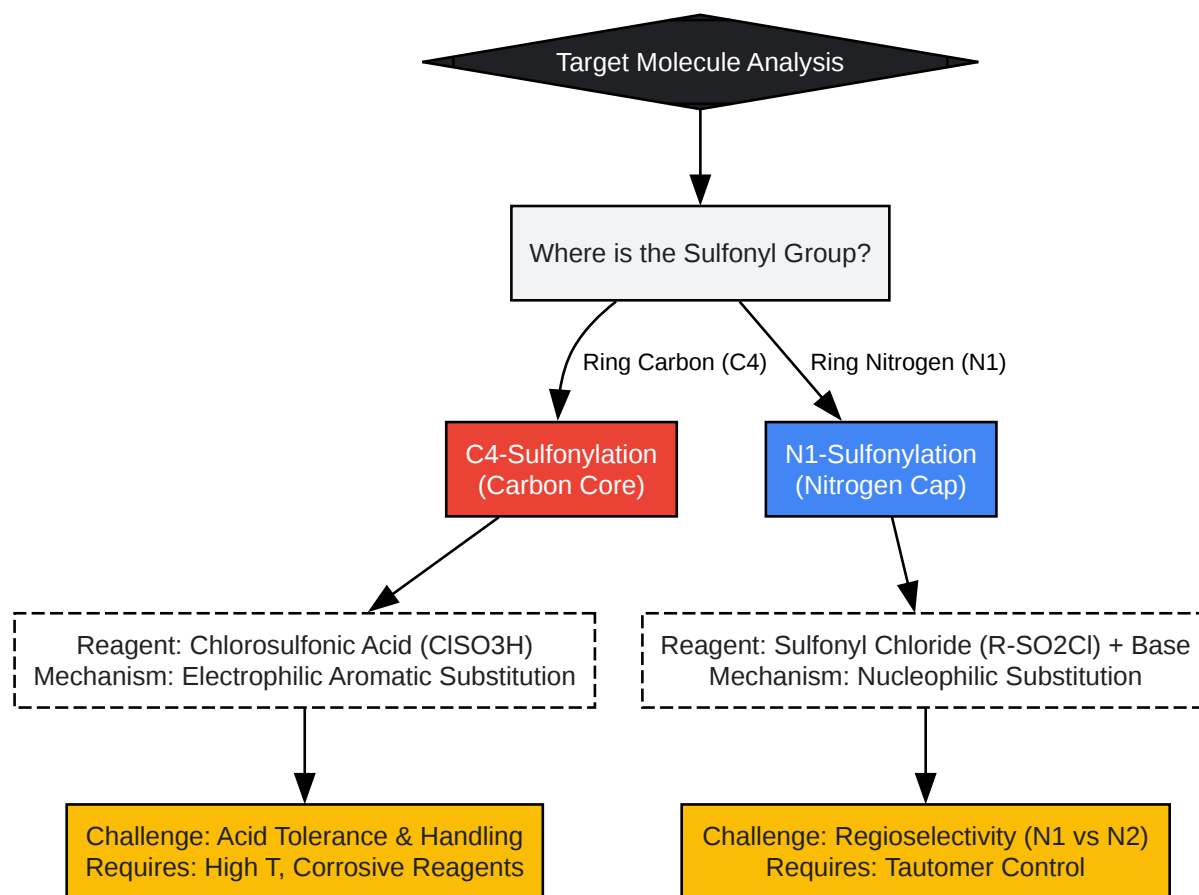 Target Molecule Analysis
Where is the Sulfonyl Group?
Ring Carbon (C4)
Ring Nitrogen (N1)
C4-Sulfonylation
(Carbon Core)
N1-Sulfonylation
(Nitrogen Cap)
Reagent: Chlorosulfonic Acid (ClSO3H)
Mechanism: Electrophilic Aromatic Substitution
Reagent: Sulfonyl Chloride (R-SO2Cl) + Base
Mechanism: Nucleophilic Substitution
Challenge: Acid Tolerance & Handling
Requires: High T, Corrosive Reagents
Challenge: Regioselectivity (N1 vs N2)
Requires: Tautomer Control